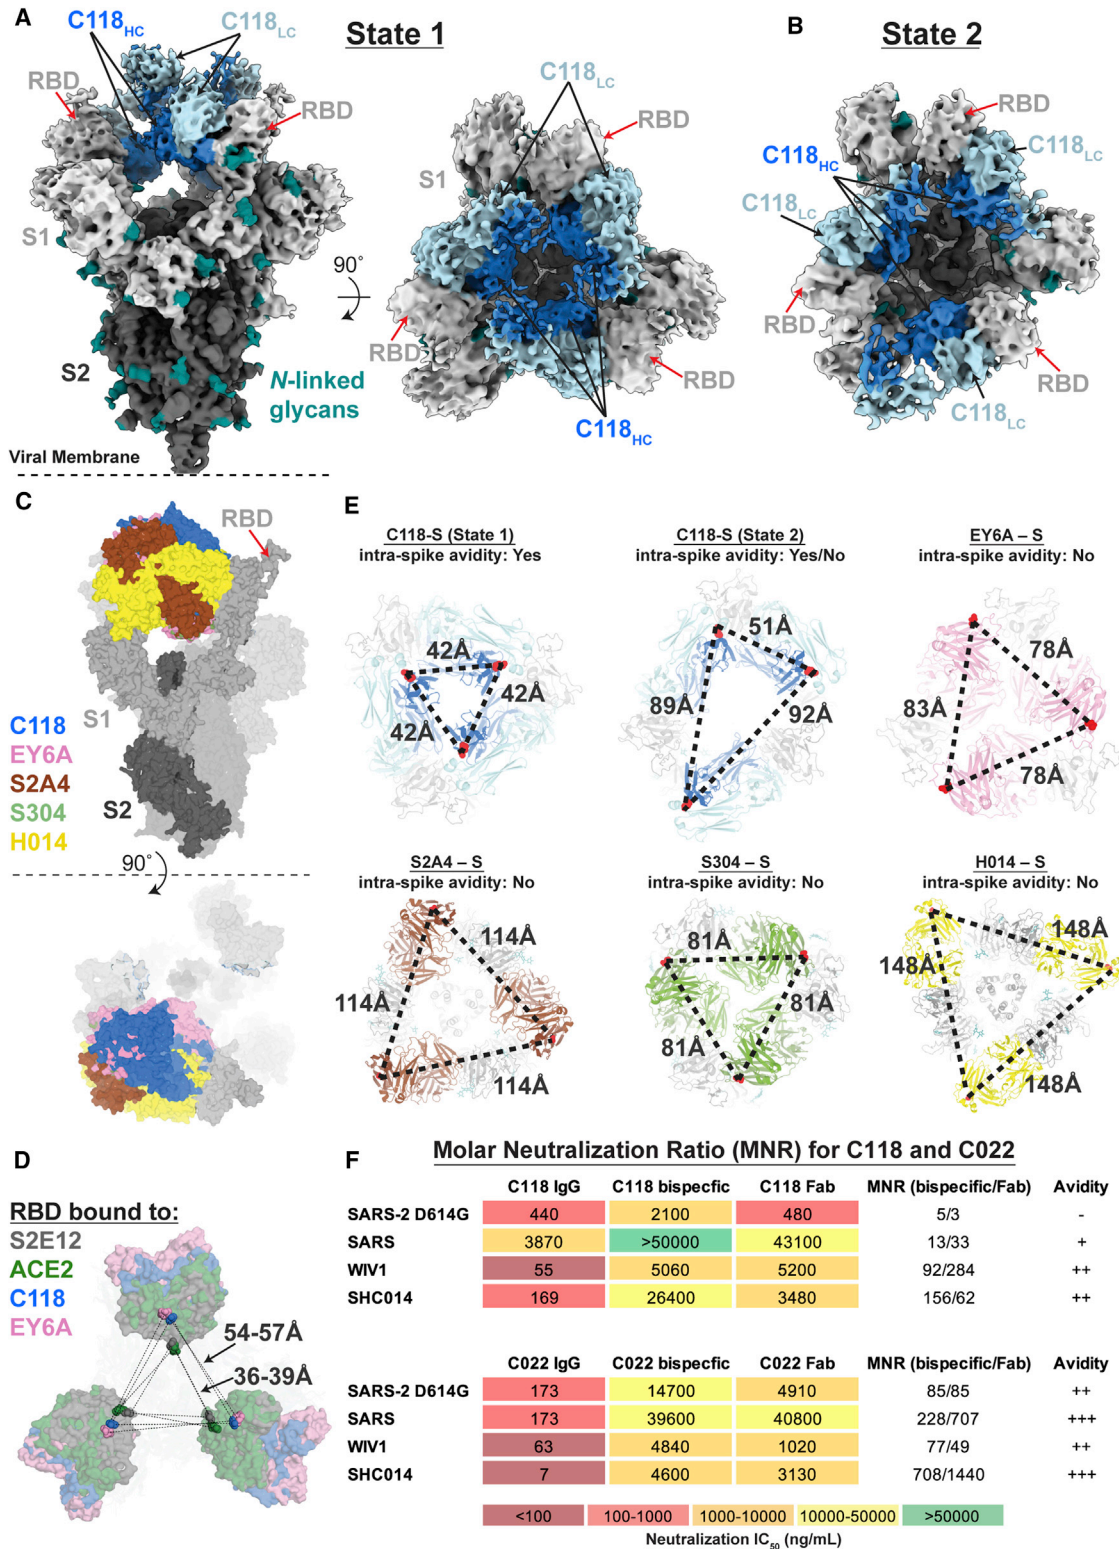 A
C118HC
C118LC
State 1
RBD
RBD
S1
S2
N-linked
glycans
Viral Membrane
90°
C118LC
RBD
S1
RBD
RBD
C118HC
B
State 2
RBD
C118HC
C118LC
C118LC
RBD
RBD
C118LC
C
RBD
S1
C118
EY6A
S2A4
S304
H014
S2
90°
D
RBD bound to:
S2E12
ACE2
C118
EY6A
54-57Å
36-39Å
E
C118-S (State 1)
intra-spike avidity: Yes
42Å
42Å
42Å
C118-S (State 2)
intra-spike avidity: Yes/No
51Å
89Å
92Å
EY6A – S
intra-spike avidity: No
78Å
83Å
78Å
S2A4 – S
intra-spike avidity: No
114Å
114Å
114Å
S304 – S
intra-spike avidity: No
81Å
81Å
81Å
H014 – S
intra-spike avidity: No
148Å
148Å
148Å
F
Molar Neutralization Ratio (MNR) for C118 and C022
C118 IgG C118 bispecfic C118 Fab MNR (bispecific/Fab) Avidity
SARS-2 D614G 440 2100 480 5/3 -
SARS 3870 >50000 43100 13/33 +
WIV1 55 5060 5200 92/284 ++
SHC014 169 26400 3480 156/62 ++
C022 IgG C022 bispecfic C022 Fab MNR (bispecific/Fab) Avidity
SARS-2 D614G 173 14700 4910 85/85 ++
SARS 173 39600 40800 228/707 +++
WIV1 63 4840 1020 77/49 ++
SHC014 7 4600 3130 708/1440 +++
<100 100-1000 1000-10000 10000-50000 >50000
Neutralization IC50 (ng/mL)